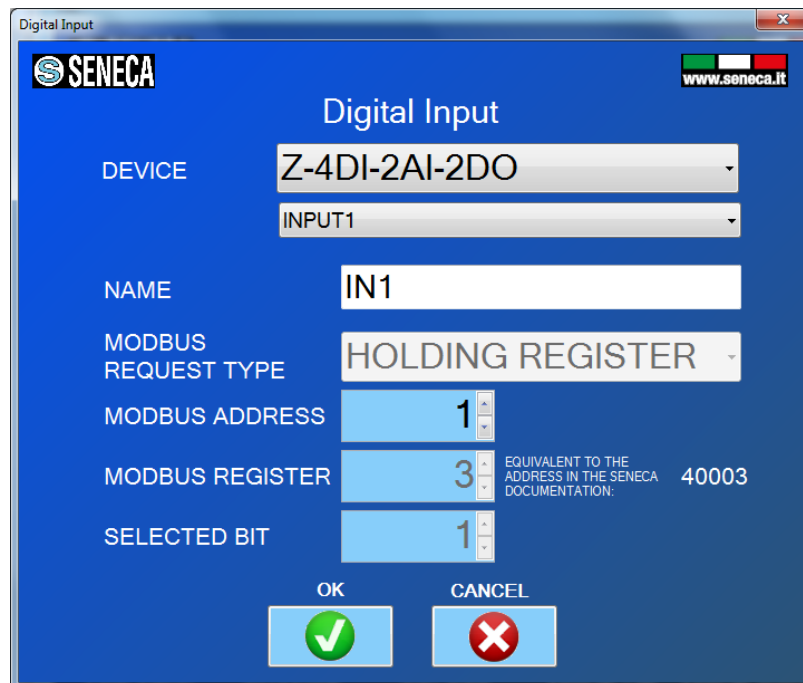 Digital Input
SENECA
www.seneca.it
Digital Input
DEVICE
Z-4DI-2AI-2DO
INPUT1
NAME
IN1
MODBUS
REQUEST TYPE
HOLDING REGISTER
MODBUS ADDRESS
1
MODBUS REGISTER
3
EQUIVALENT TO THE
ADDRESS IN THE SENECA
DOCUMENTATION:
40003
SELECTED BIT
1
OK
CANCEL